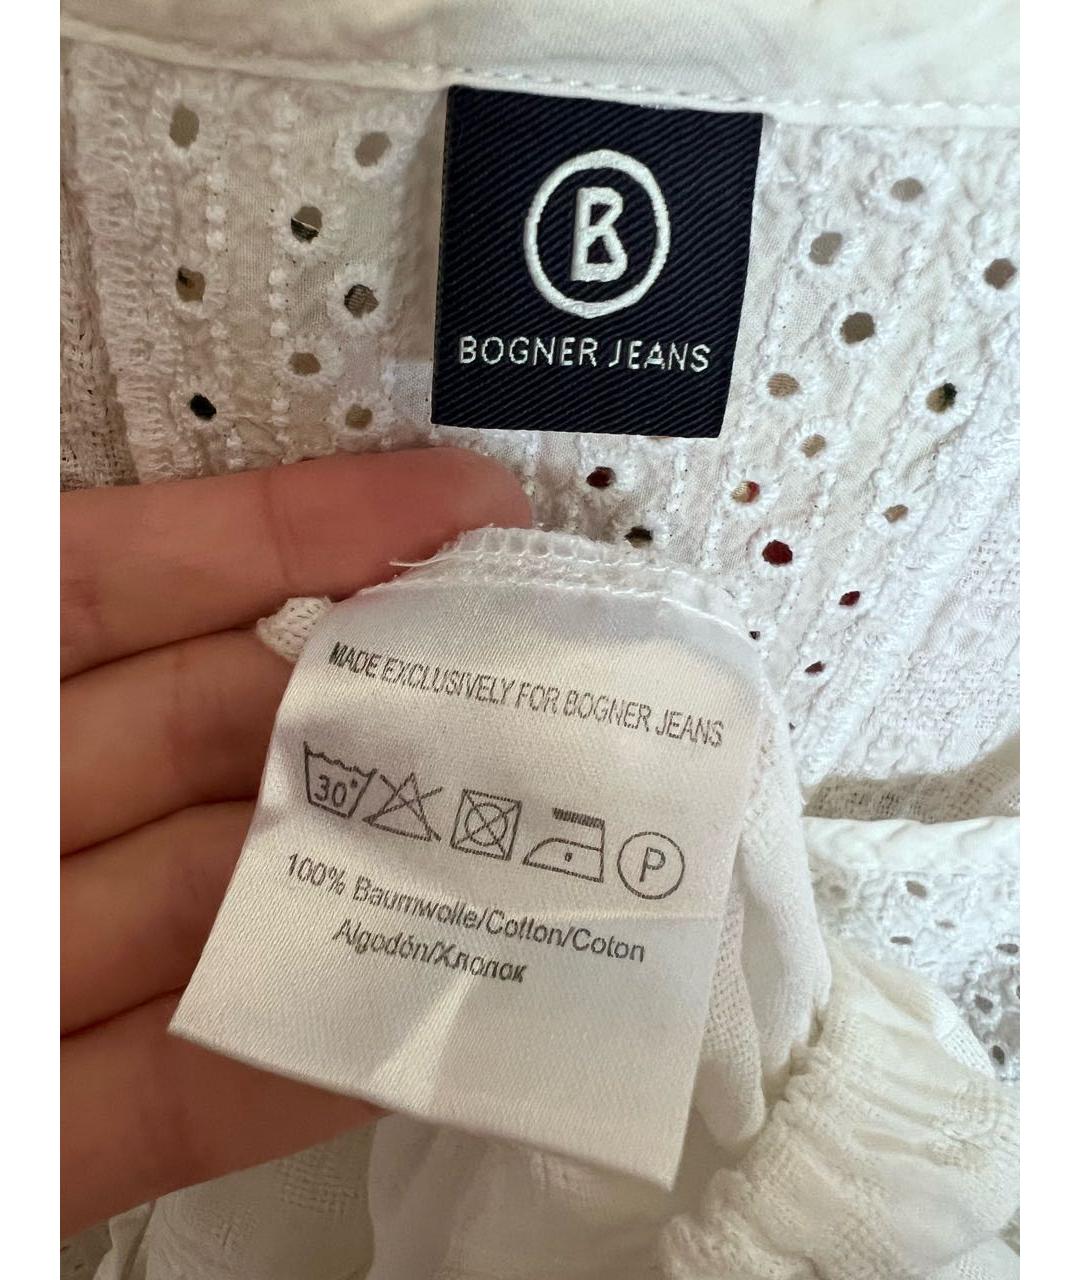 B
BOGNER JEANS
MADE EXCLUSIVELY FOR BOGNER JEANS
30°
P
100% Baumwolle/Cotton/Coton
Algodón/Хлопок